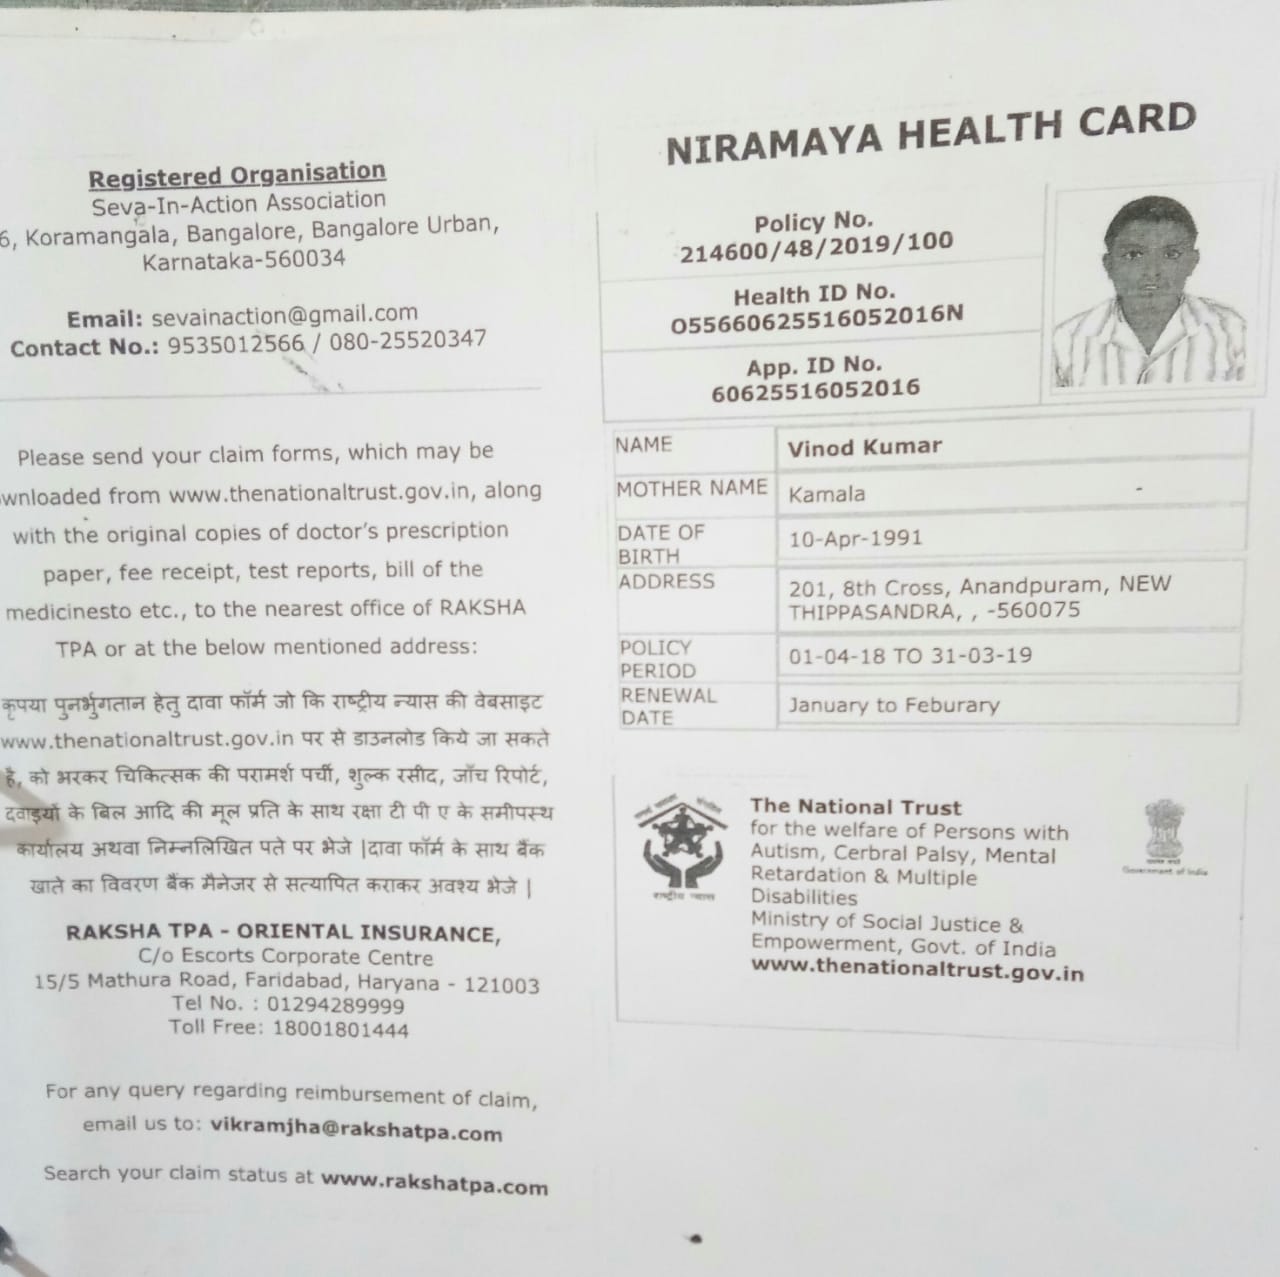 Registered Organisation
Seva-In-Action Association
6, Koramangala, Bangalore, Bangalore Urban,
Karnataka-560034
Email: sevainaction@gmail.com
Contact No.: 9535012566 / 080-25520347
Please send your claim forms, which may be
wnloaded from www.thenationaltrust.gov.in, along
with the original copies of doctor's prescription
paper, fee receipt, test reports, bill of the
medicinesto etc., to the nearest office of RAKSHA
TPA or at the below mentioned address:
कृपया पुनर्भुगतान हेतु दावा फॉर्म जो कि राष्ट्रीय न्यास की वेबसाइट
www.thenationaltrust.gov.in पर से डाउनलोड किये जा सकते
है, को भरकर चिकित्सक की परामर्श पर्ची, शुल्क रसीद, जाँच रिपोर्ट,
दवाइयों के बिल आदि की मूल प्रति के साथ रक्षा टी पी ए के समीपस्थ
कार्यालय अथवा निम्नलिखित पते पर भेजे |दावा फॉर्म के साथ बैंक
खाते का विवरण बैंक मैनेजर से सत्यापित कराकर अवश्य भेजे |
RAKSHA TPA - ORIENTAL INSURANCE,
C/o Escorts Corporate Centre
15/5 Mathura Road, Faridabad, Haryana - 121003
Tel No. : 01294289999
Toll Free: 18001801444
For any query regarding reimbursement of claim,
email us to: vikramjha@rakshatpa.com
Search your claim status at www.rakshatpa.com
NIRAMAYA HEALTH CARD
Policy No.
214600/48/2019/100
Health ID No.
O55660625516052016N
App. ID No.
60625516052016
NAME Vinod Kumar
MOTHER NAME Kamala -
DATE OF
BIRTH 10-Apr-1991
ADDRESS 201, 8th Cross, Anandpuram, NEW
THIPPASANDRA, , -560075
POLICY
PERIOD 01-04-18 TO 31-03-19
RENEWAL
DATE January to Feburary
राष्ट्रीय न्यास
The National Trust
for the welfare of Persons with
Autism, Cerbral Palsy, Mental
Retardation & Multiple
Disabilities
Ministry of Social Justice &
Empowerment, Govt. of India
www.thenationaltrust.gov.in
Government of India